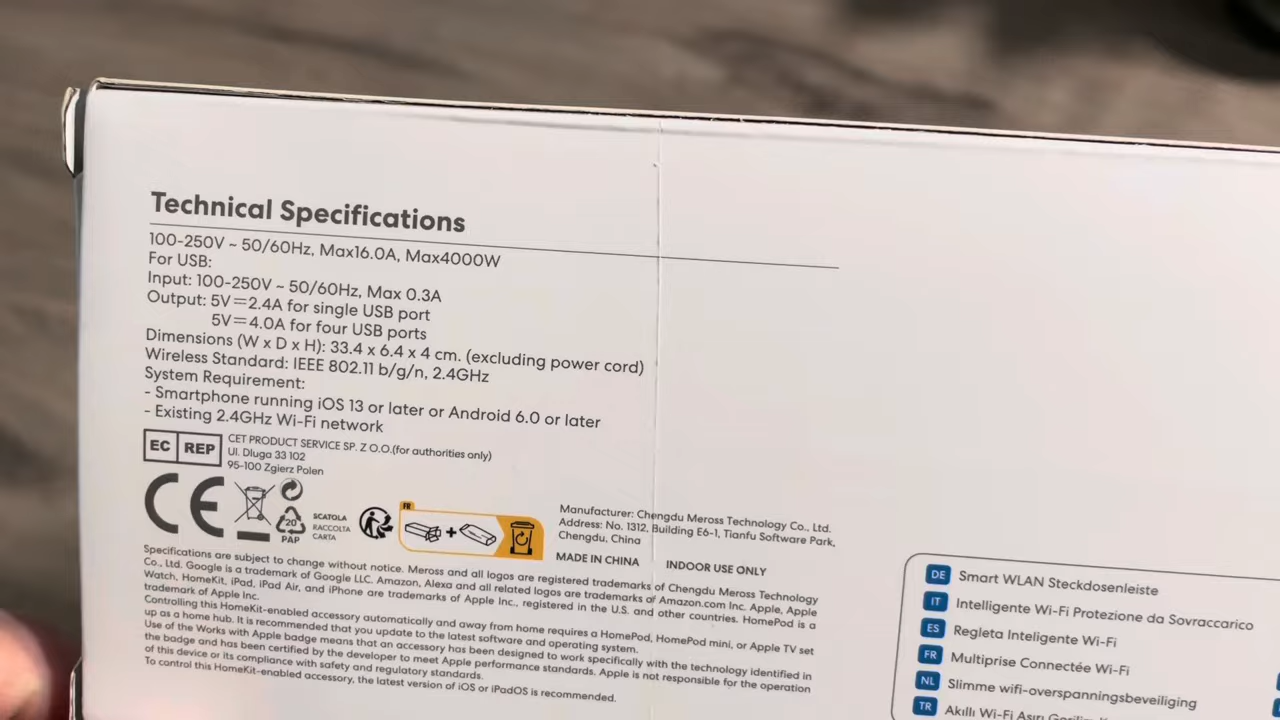 Technical Specifications
100-250V ~ 50/60Hz, Max16.0A, Max4000W
For USB:
Input: 100-250V ~ 50/60Hz, Max 0.3A
Output: 5V⎓2.4A for single USB port
5V⎓4.0A for four USB ports
Dimensions (W x D x H): 33.4 x 6.4 x 4 cm. (excluding power cord)
Wireless Standard: IEEE 802.11 b/g/n, 2.4GHz
System Requirement:
- Smartphone running iOS 13 or later or Android 6.0 or later
- Existing 2.4GHz Wi-Fi network
EC REP
CET PRODUCT SERVICE SP. Z O.O.(for authorities only)
Ul. Dluga 33 102
95-100 Zgierz Polen
CE
20
PAP
SCATOLA
RACCOLTA
CARTA
FR
Manufacturer: Chengdu Meross Technology Co., Ltd.
Address: No. 1312, Building E6-1, Tianfu Software Park,
Chengdu, China
MADE IN CHINA INDOOR USE ONLY
Specifications are subject to change without notice. Meross and all logos are registered trademarks of Chengdu Meross Technology
Co., Ltd. Google is a trademark of Google LLC. Amazon, Alexa and all related logos are trademarks of Amazon.com Inc. Apple, Apple
Watch, HomeKit, iPad, iPad Air, and iPhone are trademarks of Apple Inc., registered in the U.S. and other countries. HomePod is a
trademark of Apple Inc.
Controlling this HomeKit-enabled accessory automatically and away from home requires a HomePod, HomePod mini, or Apple TV set
up as a home hub. It is recommended that you update to the latest software and operating system.
Use of the Works with Apple badge means that an accessory has been designed to work specifically with the technology identified in
the badge and has been certified by the developer to meet Apple performance standards. Apple is not responsible for the operation
of this device or its compliance with safety and regulatory standards.
To control this HomeKit-enabled accessory, the latest version of iOS or iPadOS is recommended.
DE Smart WLAN Steckdosenleiste
IT Intelligente Wi-Fi Protezione da Sovraccarico
ES Regleta Inteligente Wi-Fi
FR Multiprise Connectée Wi-Fi
NL Slimme wifi-overspanningsbeveiliging
TR Akıllı Wi-Fi Aşırı